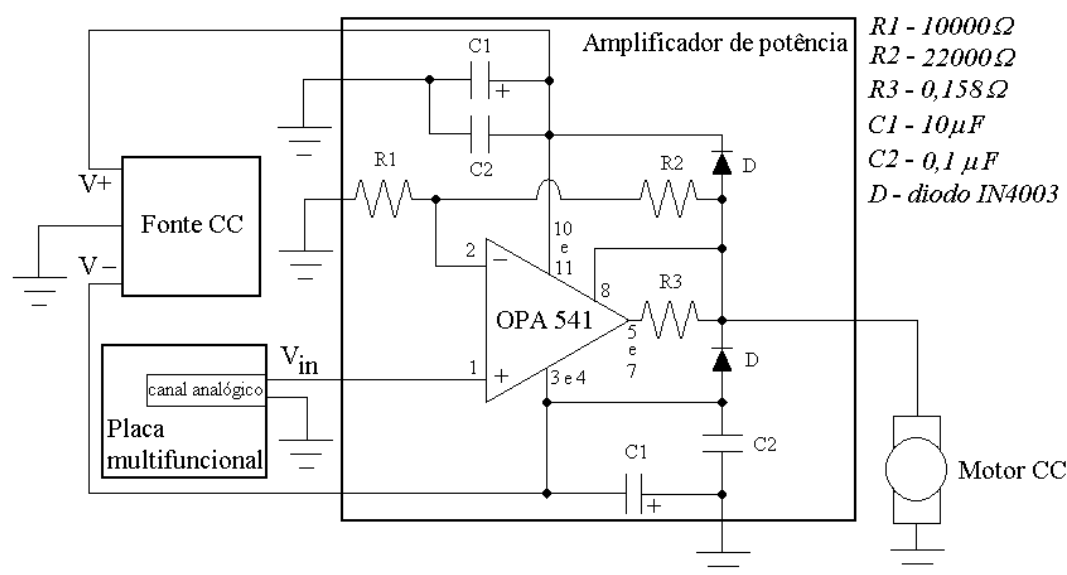 Amplificador de potência
R1 - 10000Ω
R2 - 22000Ω
R3 - 0,158Ω
C1 - 10μF
C2 - 0,1 μF
D - diodo IN4003
C1
+
C2
D
R1
R2
V+
Fonte CC
V−
10
e
11
2
−
8
R3
OPA 541
5
e
7
D
V_in
1
+
3 e 4
canal analógico
Placa
multifuncional
C2
C1
+
Motor CC